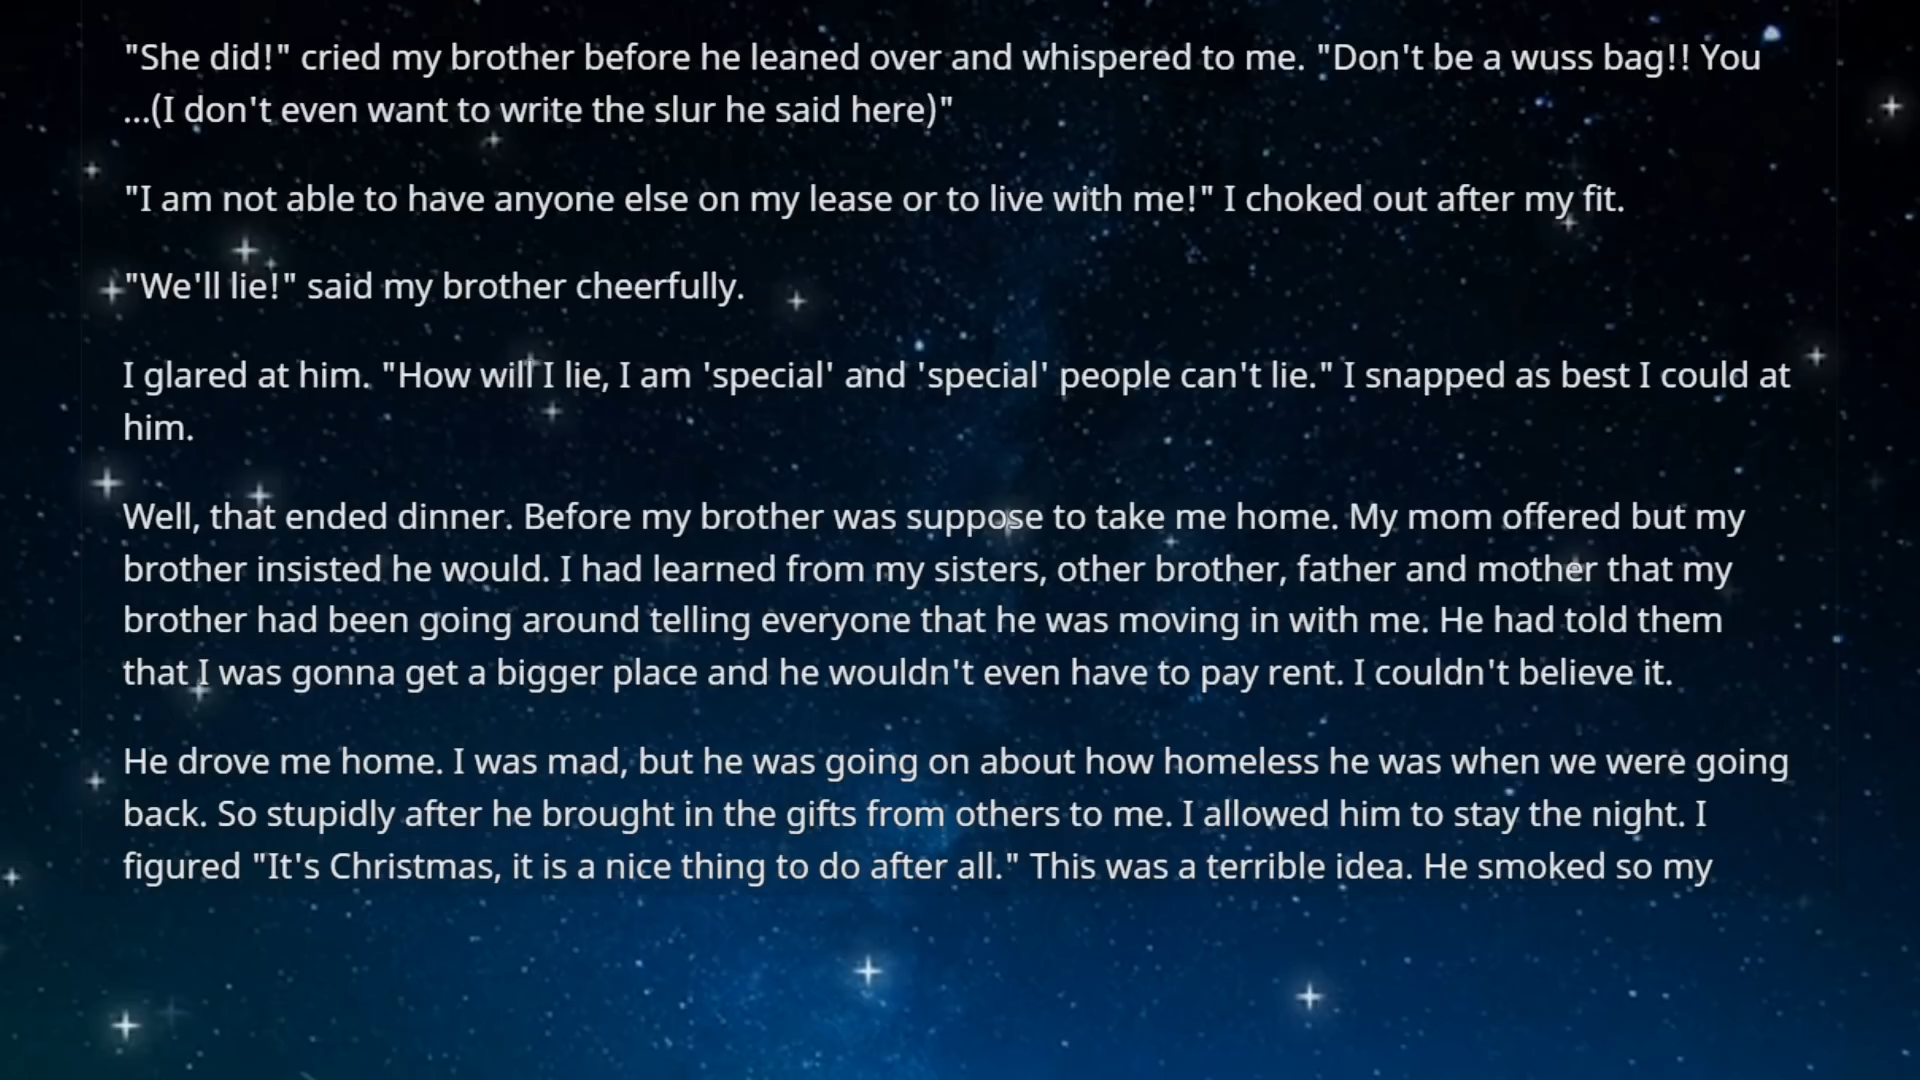 "She did!" cried my brother before he leaned over and whispered to me. "Don't be a wuss bag!! You
...(I don't even want to write the slur he said here)"
"I am not able to have anyone else on my lease or to live with me!" I choked out after my fit.
"We'll lie!" said my brother cheerfully.
I glared at him. "How will I lie, I am 'special' and 'special' people can't lie." I snapped as best I could at
him.
Well, that ended dinner. Before my brother was suppose to take me home. My mom offered but my
brother insisted he would. I had learned from my sisters, other brother, father and mother that my
brother had been going around telling everyone that he was moving in with me. He had told them
that I was gonna get a bigger place and he wouldn't even have to pay rent. I couldn't believe it.
He drove me home. I was mad, but he was going on about how homeless he was when we were going
back. So stupidly after he brought in the gifts from others to me. I allowed him to stay the night. I
figured "It's Christmas, it is a nice thing to do after all." This was a terrible idea. He smoked so my